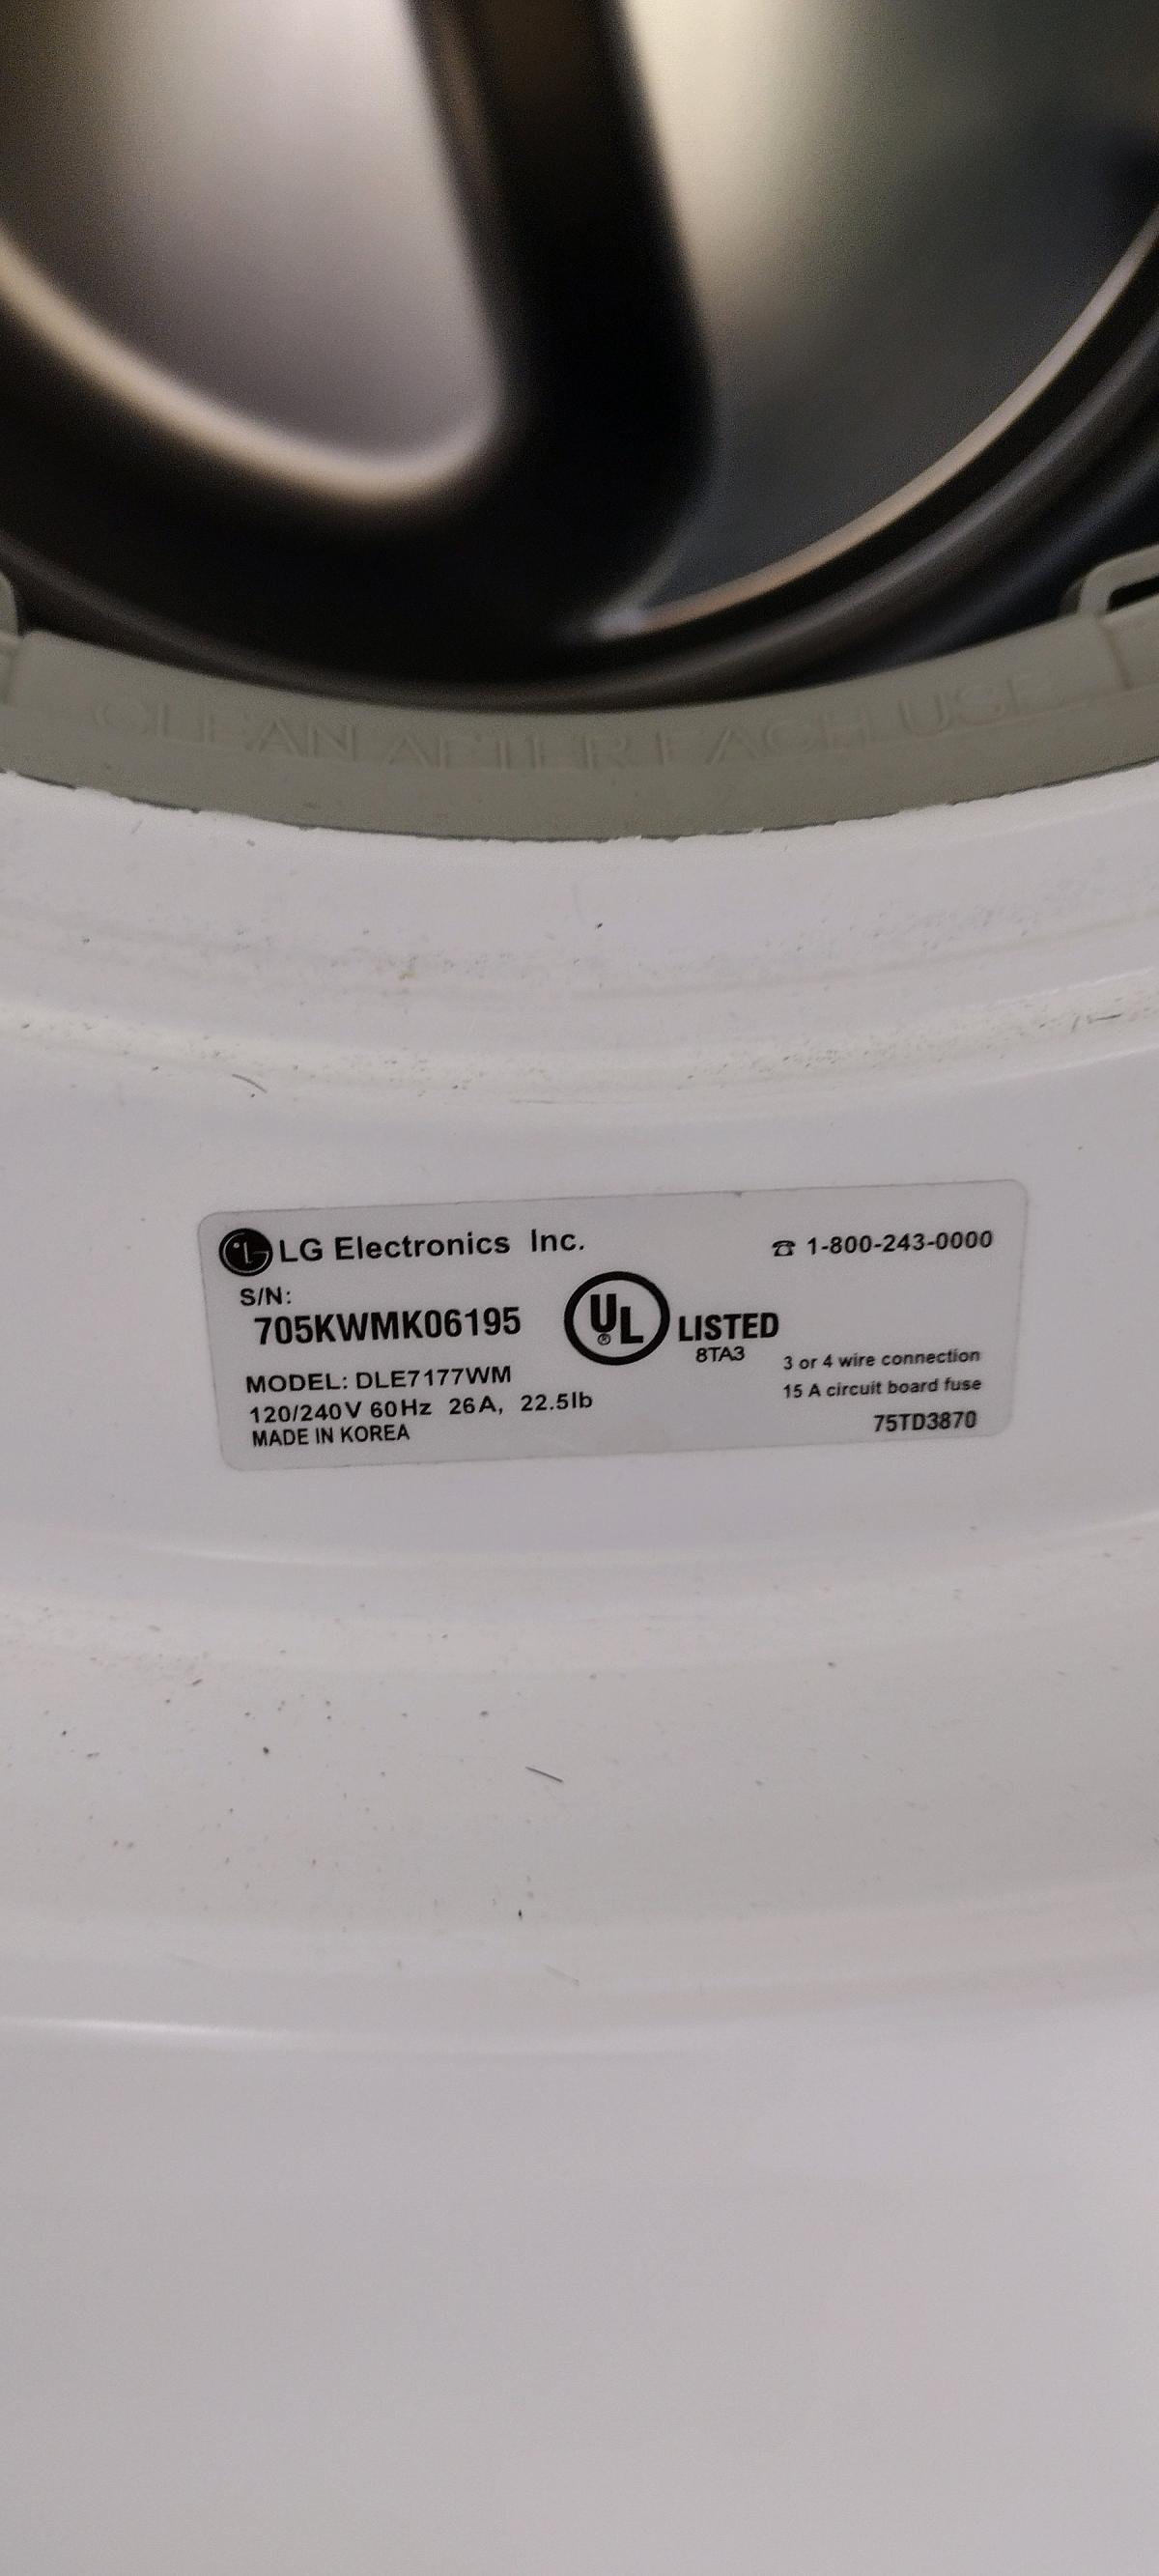 CLEAN AFTER EACH USE
LG Electronics Inc.
☎ 1-800-243-0000
S/N:
705KWMK06195
UL® LISTED
8TA3
MODEL: DLE7177WM
120/240V 60Hz 26A, 22.5lb
MADE IN KOREA
3 or 4 wire connection
15 A circuit board fuse
75TD3870